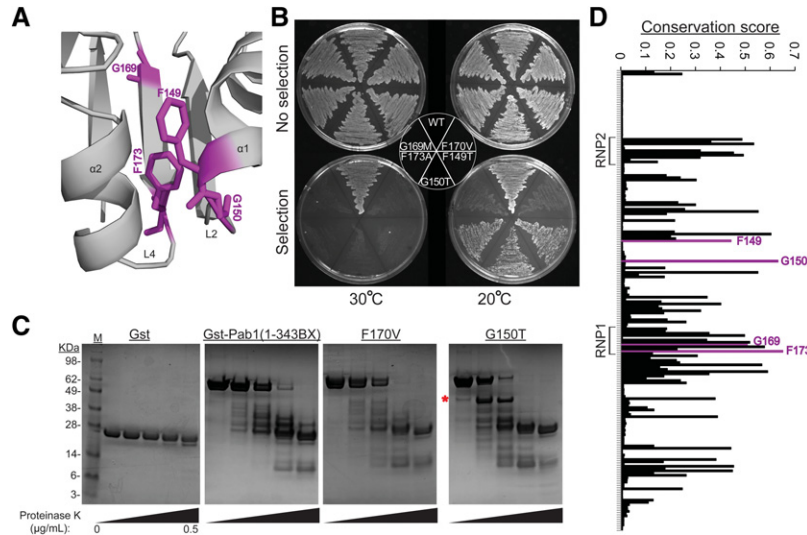 A
G169
F149
F173
α2
α1
G150
L4
L2
B
No selection
Selection
WT
G169M F170V
F173A F149T
G150T
30°C 20°C
C
M Gst Gst-Pab1(1-343BX) F170V G150T
KDa
98-
62-
49-
38-
28-
14-
6-
3-
*
Proteinase K
(μg/mL): 0 0.5
D
Conservation score
0 0.1 0.2 0.3 0.4 0.5 0.6 0.7
RNP2
F149
G150
RNP1
G169
F173